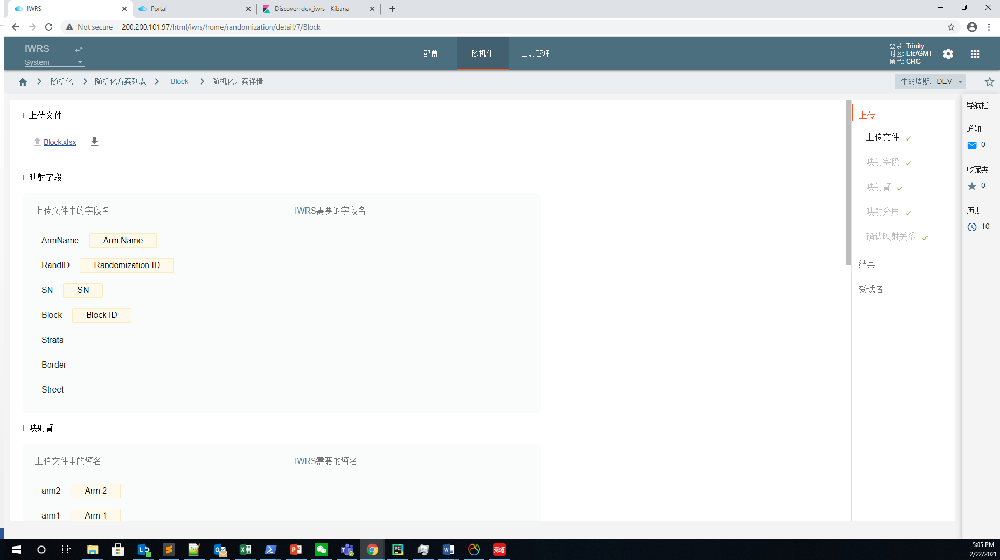 IWRS
Portal
Discover: dev_iwrs - Kibana
Not secure
200.200.101.97/html/iwrs/home/randomization/detail/7/Block
IWRS
System
配置
随机化
日志管理
登录: Trinity
时区: Etc/GMT
角色: CRC
随机化
随机化方案列表
Block
随机化方案详情
生命周期: DEV
上传文件
Block.xlsx
映射字段
上传文件中的字段名
IWRS需要的字段名
ArmName
Arm Name
RandID
Randomization ID
SN
SN
Block
Block ID
Strata
Border
Street
映射臂
上传文件中的臂名
IWRS需要的臂名
arm2
Arm 2
arm1
Arm 1
上传
上传文件
映射字段
映射臂
映射分层
确认映射关系
结果
受试者
导航栏
通知
0
收藏夹
0
历史
10
有道
5:05 PM
2/22/2021